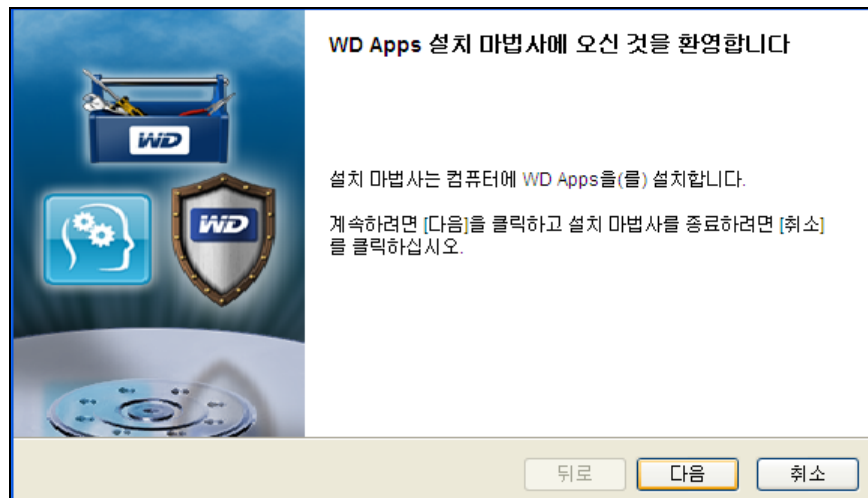 WD Apps 설치 마법사에 오신 것을 환영합니다
WD
WD
설치 마법사는 컴퓨터에 WD Apps을(를) 설치합니다.
계속하려면 [다음]을 클릭하고 설치 마법사를 종료하려면 [취소]
를 클릭하십시오.
뒤로
다음
취소